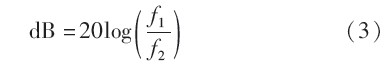 dB = 20log(f₁/f₂) (3)